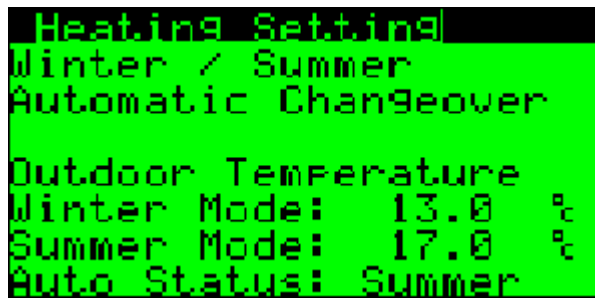 Heating Setting
Winter / Summer
Automatic Changeover
Outdoor Temperature
Winter Mode: 13.0 °C
Summer Mode: 17.0 °C
Auto Status: Summer